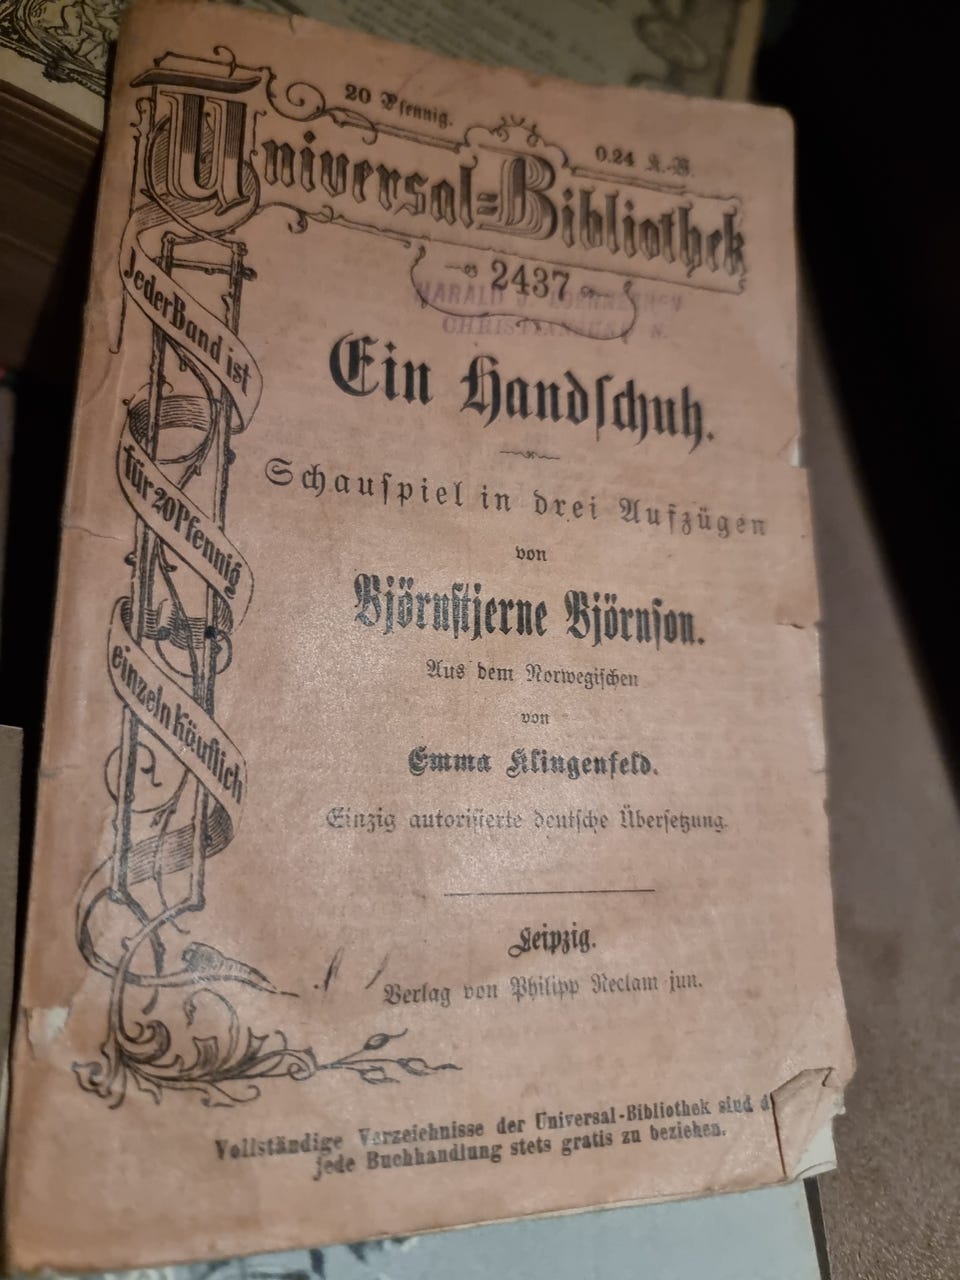 20 Pfennig.
0.24 K.-W.
Universal-Bibliothek
2437
HARALD
Ein Handschuh.
Schauspiel in drei Aufzügen
von
Björnstjerne Björnson.
Aus dem Norwegischen
von
Emma Klingenfeld.
Einzig autorisierte deutsche Übersetzung.
Leipzig.
Verlag von Philipp Reclam jun.
Jeder Band ist
für 20 Pfennig
einzeln käuflich
Vollständige Verzeichnisse der Universal-Bibliothek sind d
jede Buchhandlung stets gratis zu beziehen.